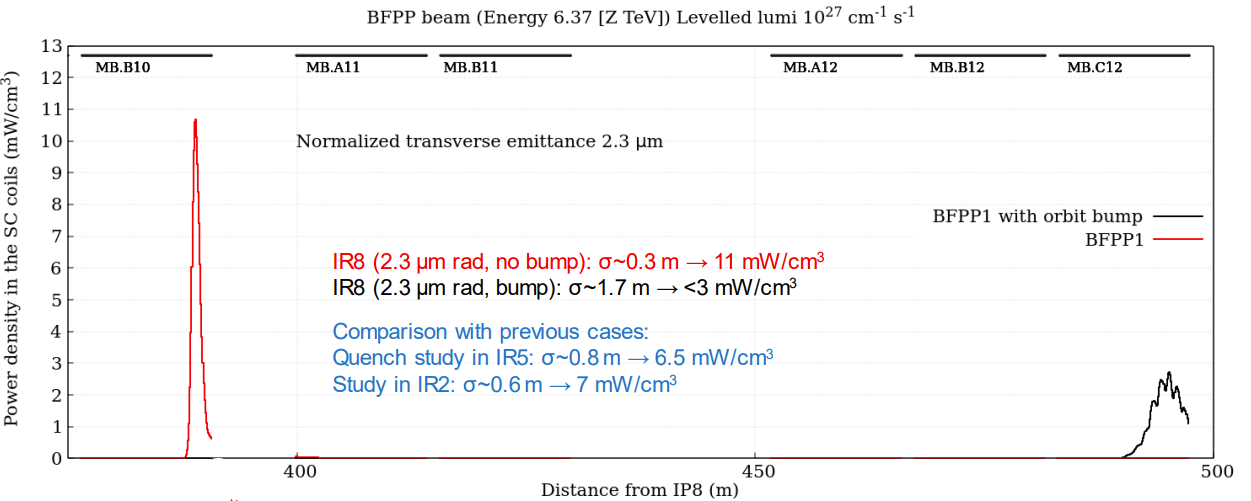 BFPP beam (Energy 6.37 [Z TeV]) Levelled lumi 10²⁷ cm⁻¹ s⁻¹
MB.B10 MB.A11 MB.B11 MB.A12 MB.B12 MB.C12
Normalized transverse emittance 2.3 μm
BFPP1 with orbit bump
BFPP1
IR8 (2.3 μm rad, no bump): σ~0.3 m → 11 mW/cm³
IR8 (2.3 μm rad, bump): σ~1.7 m → <3 mW/cm³
Comparison with previous cases:
Quench study in IR5: σ~0.8 m → 6.5 mW/cm³
Study in IR2: σ~0.6 m → 7 mW/cm³
Power density in the SC coils (mW/cm³)
13
12
11
10
9
8
7
6
5
4
3
2
1
0
400 450 500
Distance from IP8 (m)